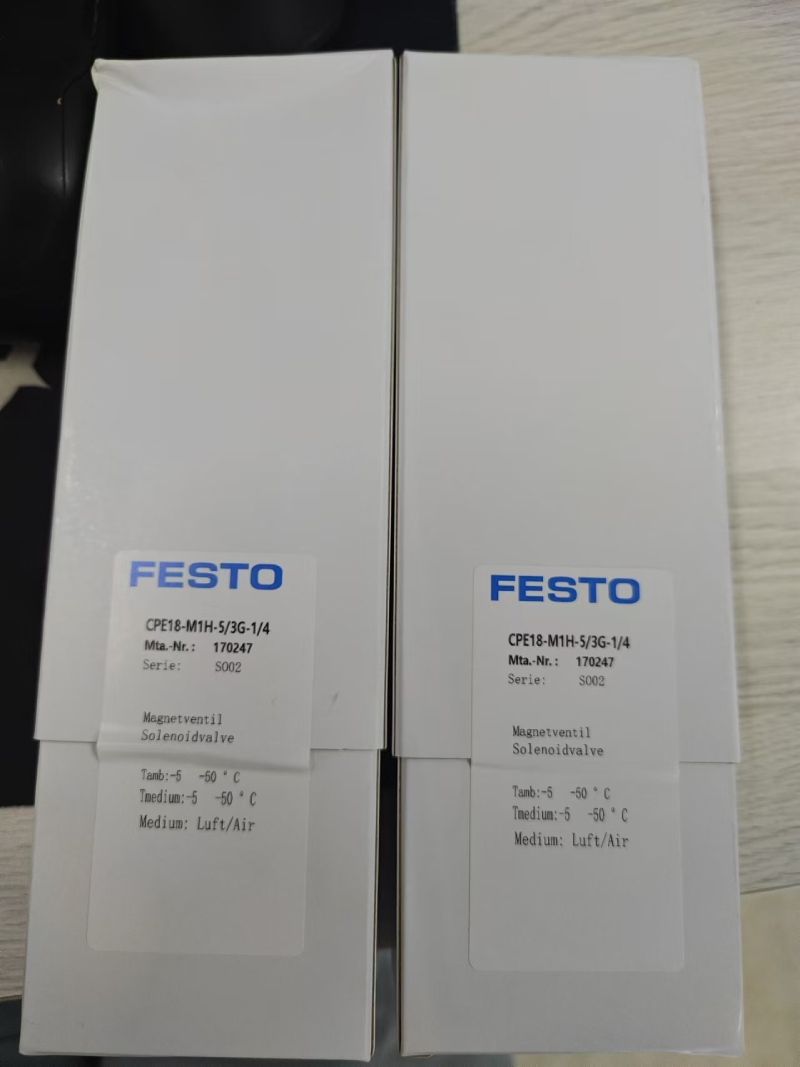 FESTO
CPE18-M1H-5/3G-1/4
Mta.-Nr.: 170247
Serie: S002
Magnetventil
Solenoidvalve
Tamb:-5 -50 ° C
Tmedium:-5 -50 ° C
Medium: Luft/Air
FESTO
CPE18-M1H-5/3G-1/4
Mta.-Nr.: 170247
Serie: S002
Magnetventil
Solenoidvalve
Tamb:-5 -50 ° C
Tmedium:-5 -50 ° C
Medium: Luft/Air